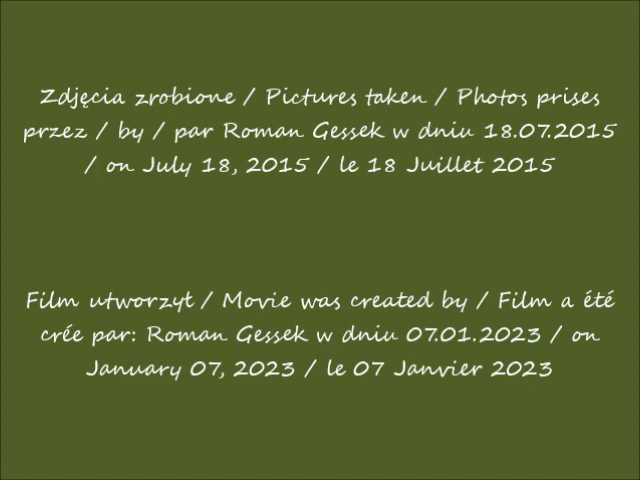 Zdjęcia zrobione / Pictures taken / Photos prises
przez / by / par Roman Gessek w dniu 18.07.2015
/ on July 18, 2015 / le 18 Juillet 2015
Film utworzył / Movie was created by / Film a été
crée par: Roman Gessek w dniu 07.01.2023 / on
January 07, 2023 / le 07 Janvier 2023